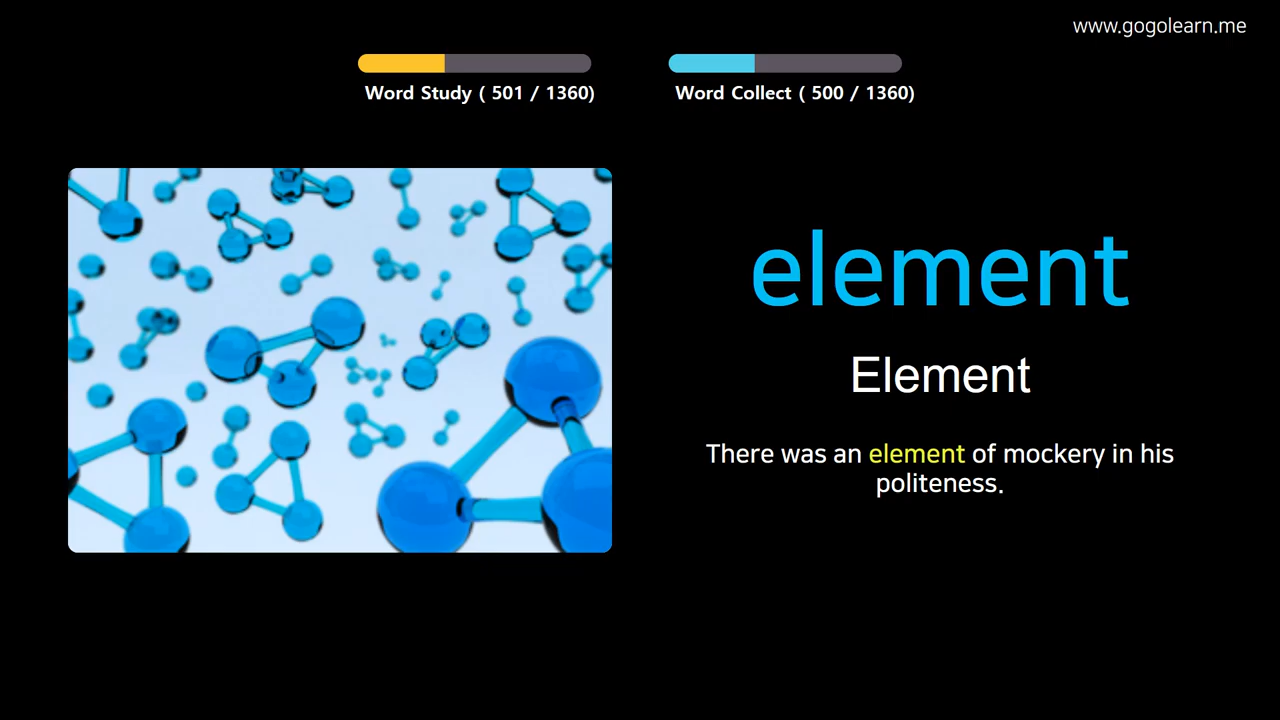 www.gogolearn.me
Word Study ( 501 / 1360)
Word Collect ( 500 / 1360)
element
Element
There was an element of mockery in his
politeness.